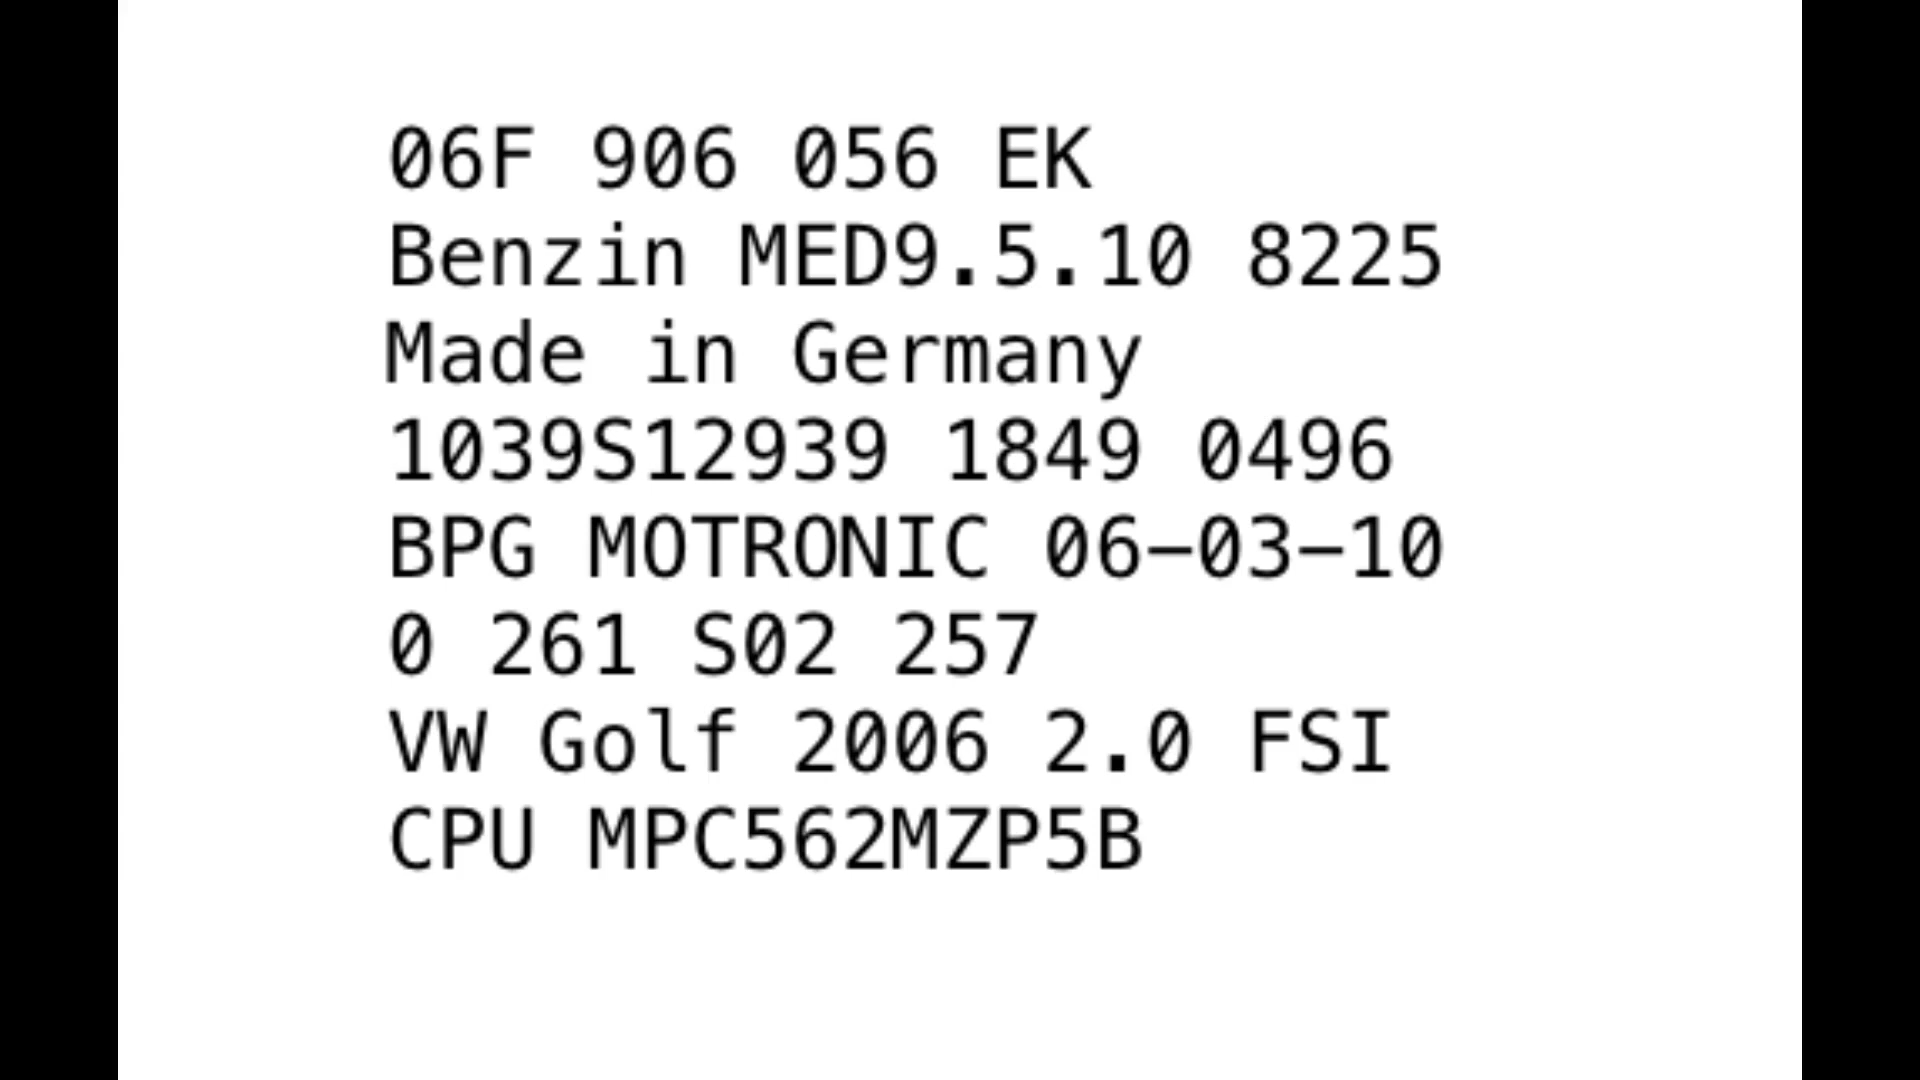 06F 906 056 EK
Benzin MED9.5.10 8225
Made in Germany
1039S12939 1849 0496
BPG MOTRONIC 06-03-10
0 261 S02 257
VW Golf 2006 2.0 FSI
CPU MPC562MZP5B